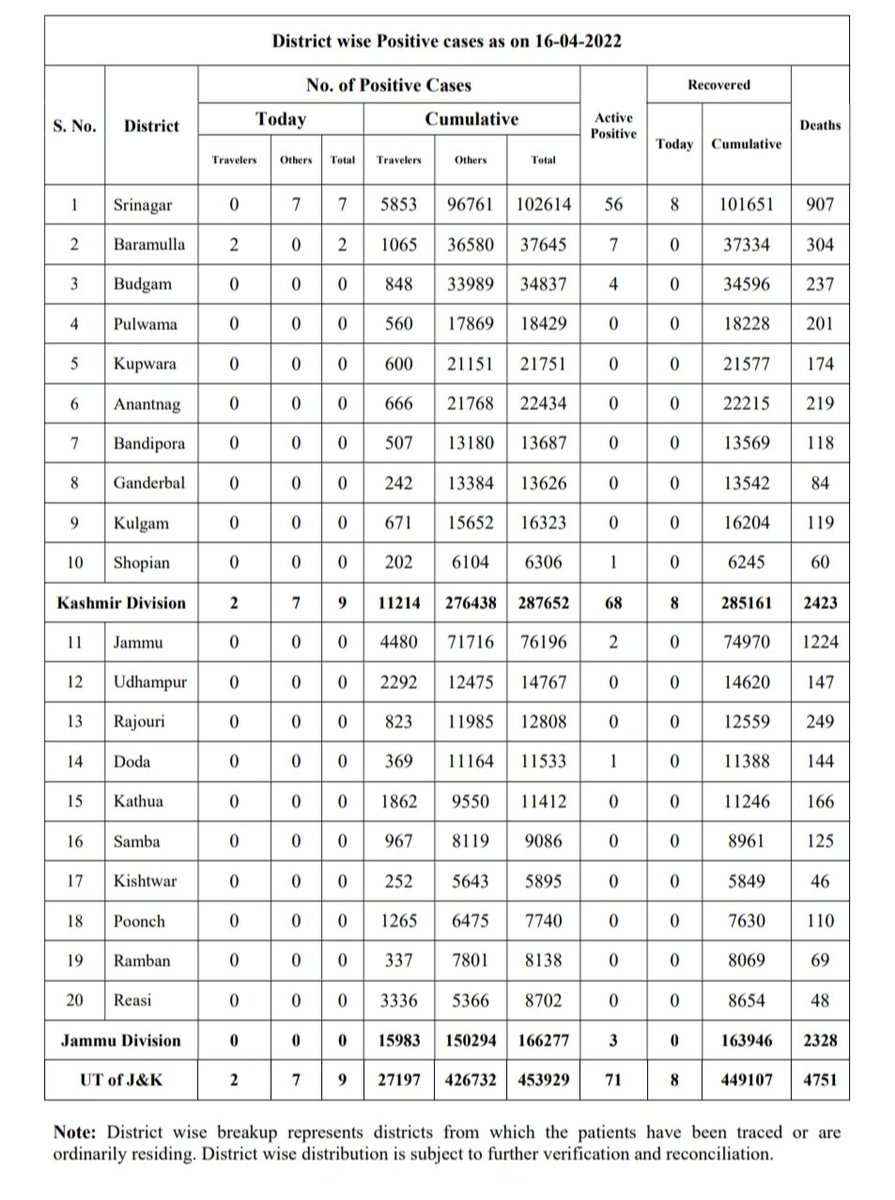 District wise Positive cases as on 16-04-2022
S. No. District No. of Positive Cases Active Positive Recovered Deaths
Today Cumulative Today Cumulative
Travelers Others Total Travelers Others Total
1 Srinagar 0 7 7 5853 96761 102614 56 8 101651 907
2 Baramulla 2 0 2 1065 36580 37645 7 0 37334 304
3 Budgam 0 0 0 848 33989 34837 4 0 34596 237
4 Pulwama 0 0 0 560 17869 18429 0 0 18228 201
5 Kupwara 0 0 0 600 21151 21751 0 0 21577 174
6 Anantnag 0 0 0 666 21768 22434 0 0 22215 219
7 Bandipora 0 0 0 507 13180 13687 0 0 13569 118
8 Ganderbal 0 0 0 242 13384 13626 0 0 13542 84
9 Kulgam 0 0 0 671 15652 16323 0 0 16204 119
10 Shopian 0 0 0 202 6104 6306 1 0 6245 60
Kashmir Division 2 7 9 11214 276438 287652 68 8 285161 2423
11 Jammu 0 0 0 4480 71716 76196 2 0 74970 1224
12 Udhampur 0 0 0 2292 12475 14767 0 0 14620 147
13 Rajouri 0 0 0 823 11985 12808 0 0 12559 249
14 Doda 0 0 0 369 11164 11533 1 0 11388 144
15 Kathua 0 0 0 1862 9550 11412 0 0 11246 166
16 Samba 0 0 0 967 8119 9086 0 0 8961 125
17 Kishtwar 0 0 0 252 5643 5895 0 0 5849 46
18 Poonch 0 0 0 1265 6475 7740 0 0 7630 110
19 Ramban 0 0 0 337 7801 8138 0 0 8069 69
20 Reasi 0 0 0 3336 5366 8702 0 0 8654 48
Jammu Division 0 0 0 15983 150294 166277 3 0 163946 2328
UT of J&K 2 7 9 27197 426732 453929 71 8 449107 4751
Note: District wise breakup represents districts from which the patients have been traced or are
ordinarily residing. District wise distribution is subject to further verification and reconciliation.